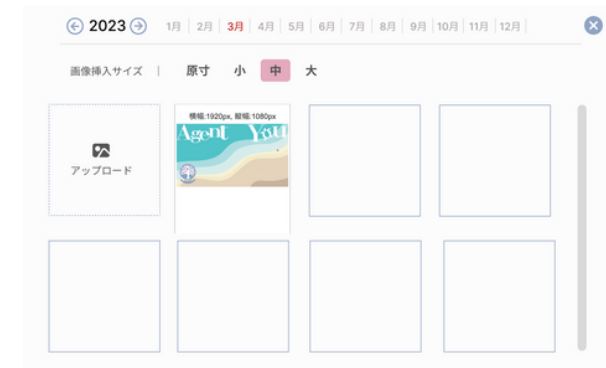 2023 1月 2月 3月 4月 5月 6月 7月 8月 9月 10月 11月 12月
画像挿入サイズ | 原寸 小 中 大
横幅:1920px, 縦幅:1080px
Agent You
アップロード